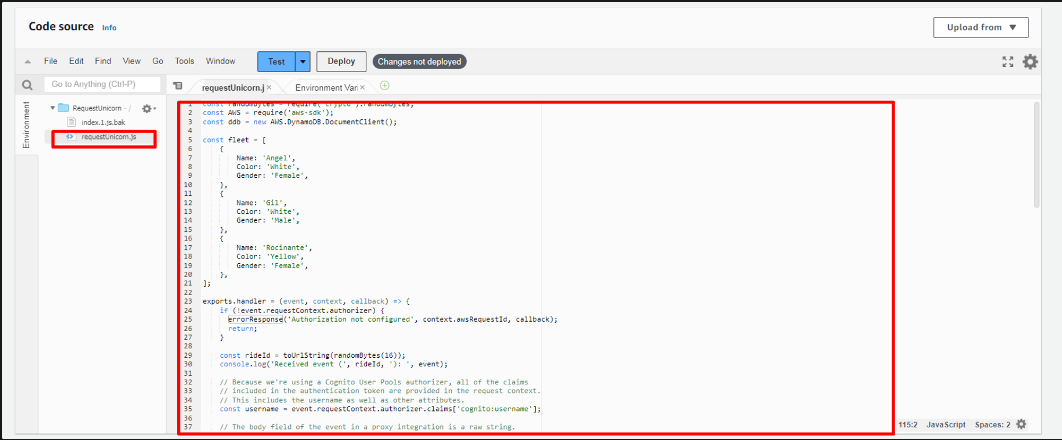 Code source Info
Upload from
File Edit Find View Go Tools Window Test Deploy Changes not deployed
Go to Anything (Ctrl-P)
requestUnicorn.j × Environment Vari ×
Environment
RequestUnicorn - /
index.1.js.bak
requestUnicorn.js
1 const randomBytes = require('crypto').randomBytes;
2 const AWS = require('aws-sdk');
3 const ddb = new AWS.DynamoDB.DocumentClient();
4
5 const fleet = [
6 {
7 Name: 'Angel',
8 Color: 'White',
9 Gender: 'Female',
10 },
11 {
12 Name: 'Gil',
13 Color: 'White',
14 Gender: 'Male',
15 },
16 {
17 Name: 'Rocinante',
18 Color: 'Yellow',
19 Gender: 'Female',
20 },
21 ];
22
23 exports.handler = (event, context, callback) => {
24 if (!event.requestContext.authorizer) {
25 errorResponse('Authorization not configured', context.awsRequestId, callback);
26 return;
27 }
28
29 const rideId = toUrlString(randomBytes(16));
30 console.log('Received event (', rideId, '): ', event);
31
32 // Because we're using a Cognito User Pools authorizer, all of the claims
33 // included in the authentication token are provided in the request context.
34 // This includes the username as well as other attributes.
35 const username = event.requestContext.authorizer.claims['cognito:username'];
36
37 // The body field of the event in a proxy integration is a raw string.
115:2 JavaScript Spaces: 2